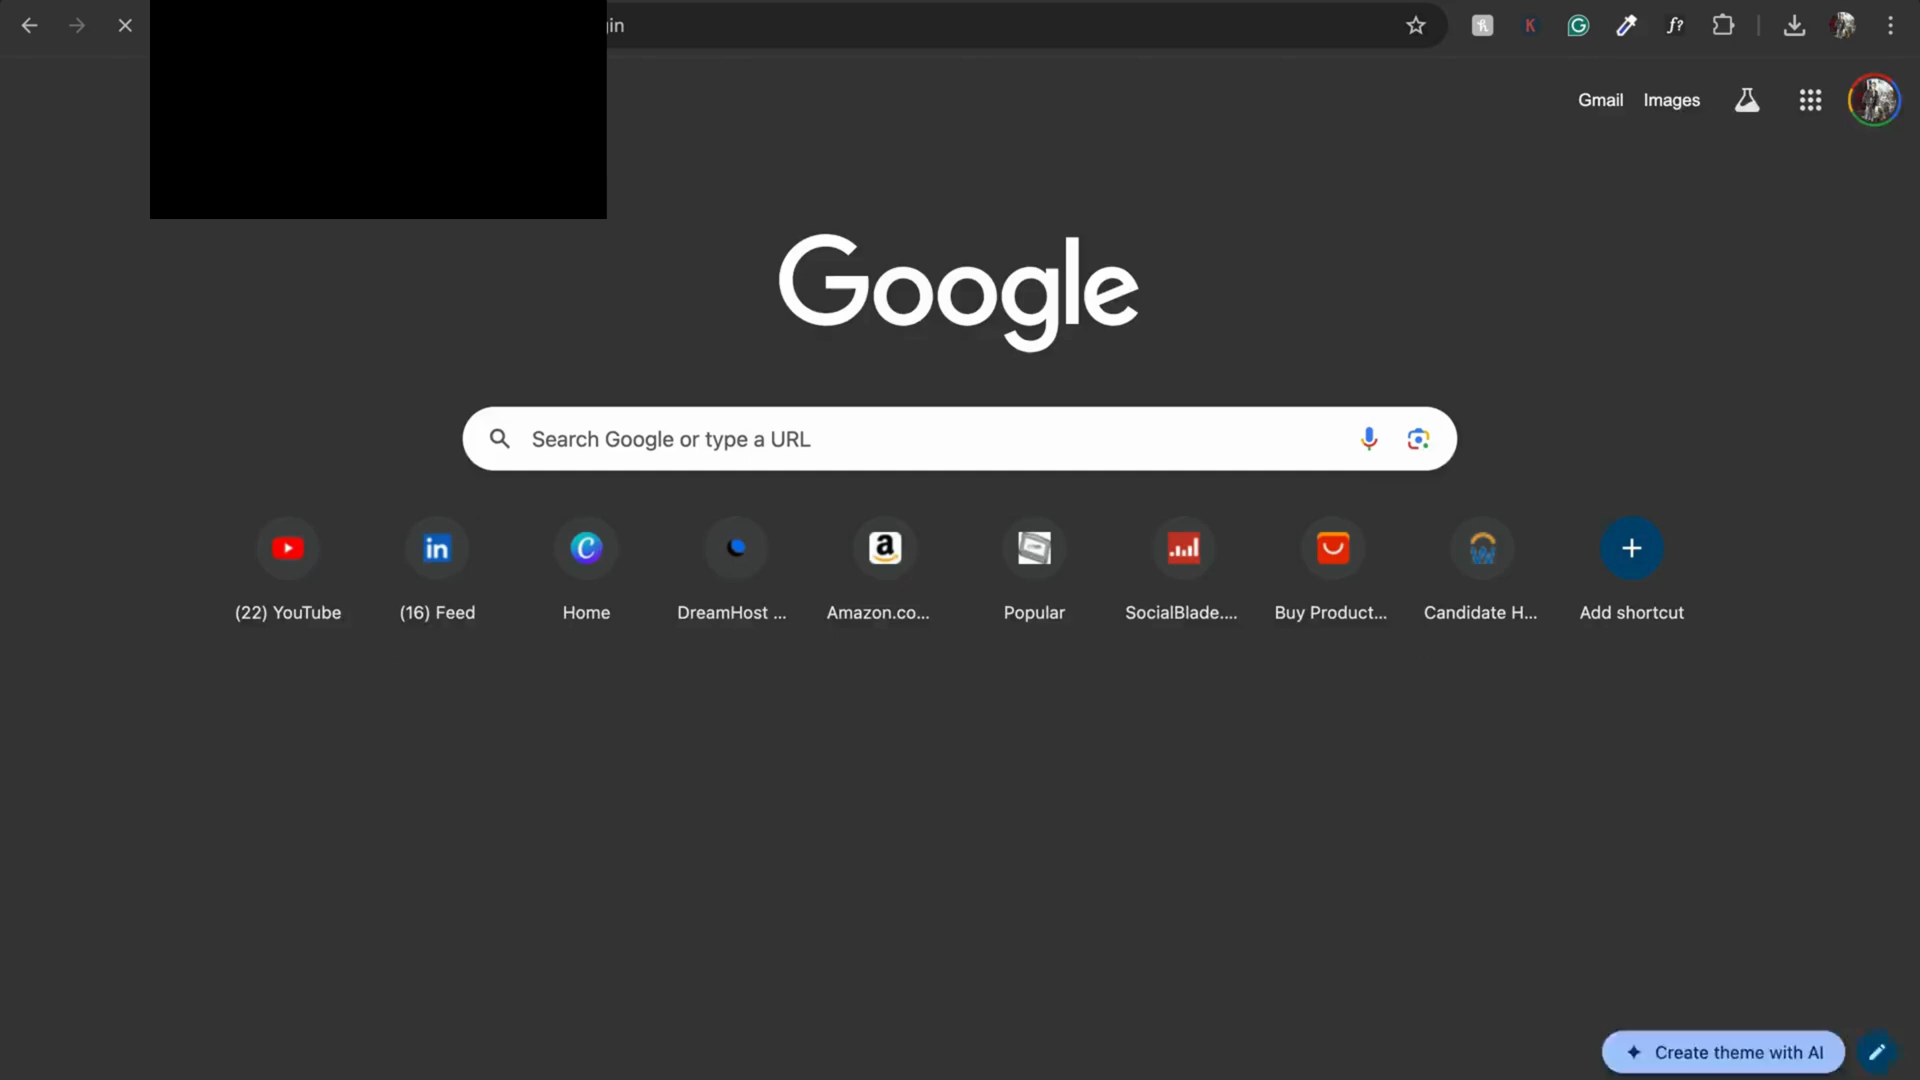 Gmail Images
Google
Search Google or type a URL
(22) YouTube
(16) Feed
Home
DreamHost ...
Amazon.co...
Popular
SocialBlade....
Buy Product...
Candidate H...
Add shortcut
Create theme with AI